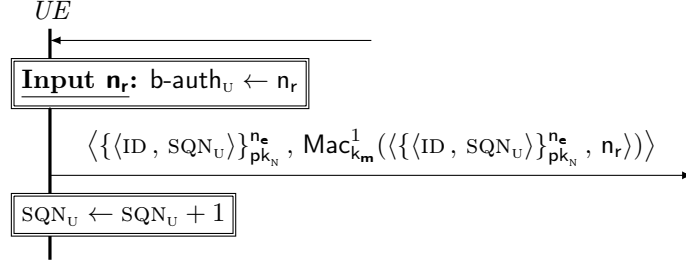 UE
Input n_r: b-auth_U ← n_r
⟨{⟨ID , SQN_U⟩}^{n_e}_{pk_N} , Mac^1_{k_m}(⟨{⟨ID , SQN_U⟩}^{n_e}_{pk_N} , n_r⟩)⟩
SQN_U ← SQN_U + 1